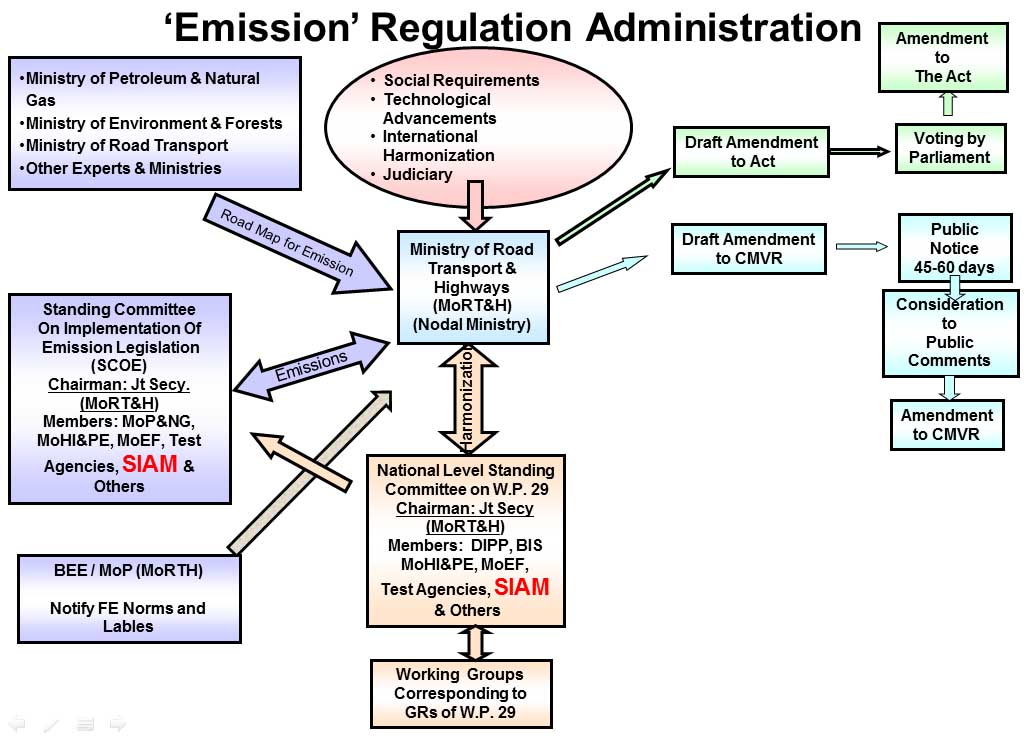 ‘Emission’ Regulation Administration
•Ministry of Petroleum & Natural
Gas
•Ministry of Environment & Forests
•Ministry of Road Transport
•Other Experts & Ministries
• Social Requirements
• Technological
Advancements
• International
Harmonization
• Judiciary
Amendment
to
The Act
Draft Amendment
to Act
Voting by
Parliament
Road Map for Emission
Ministry of Road
Transport &
Highways
(MoRT&H)
(Nodal Ministry)
Draft Amendment
to CMVR
Public
Notice
45-60 days
Consideration
to
Public
Comments
Amendment
to CMVR
Standing Committee
On Implementation Of
Emission Legislation
(SCOE)
Chairman: Jt Secy.
(MoRT&H)
Members: MoP&NG,
MoHI&PE, MoEF, Test
Agencies, SIAM &
Others
Emissions
Harmonization
National Level Standing
Committee on W.P. 29
Chairman: Jt Secy
(MoRT&H)
Members: DIPP, BIS
MoHI&PE, MoEF,
Test Agencies, SIAM
& Others
BEE / MoP (MoRTH)
Notify FE Norms and
Lables
Working Groups
Corresponding to
GRs of W.P. 29